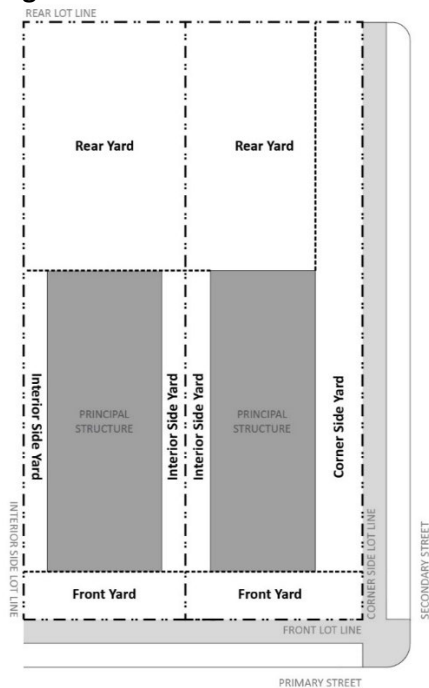 REAR LOT LINE
Rear Yard
Rear Yard
Interior Side Yard
PRINCIPAL
STRUCTURE
Interior Side Yard
Interior Side Yard
PRINCIPAL
STRUCTURE
Corner Side Yard
INTERIOR SIDE LOT LINE
Front Yard
Front Yard
CORNER SIDE LOT LINE
SECONDARY STREET
FRONT LOT LINE
PRIMARY STREET